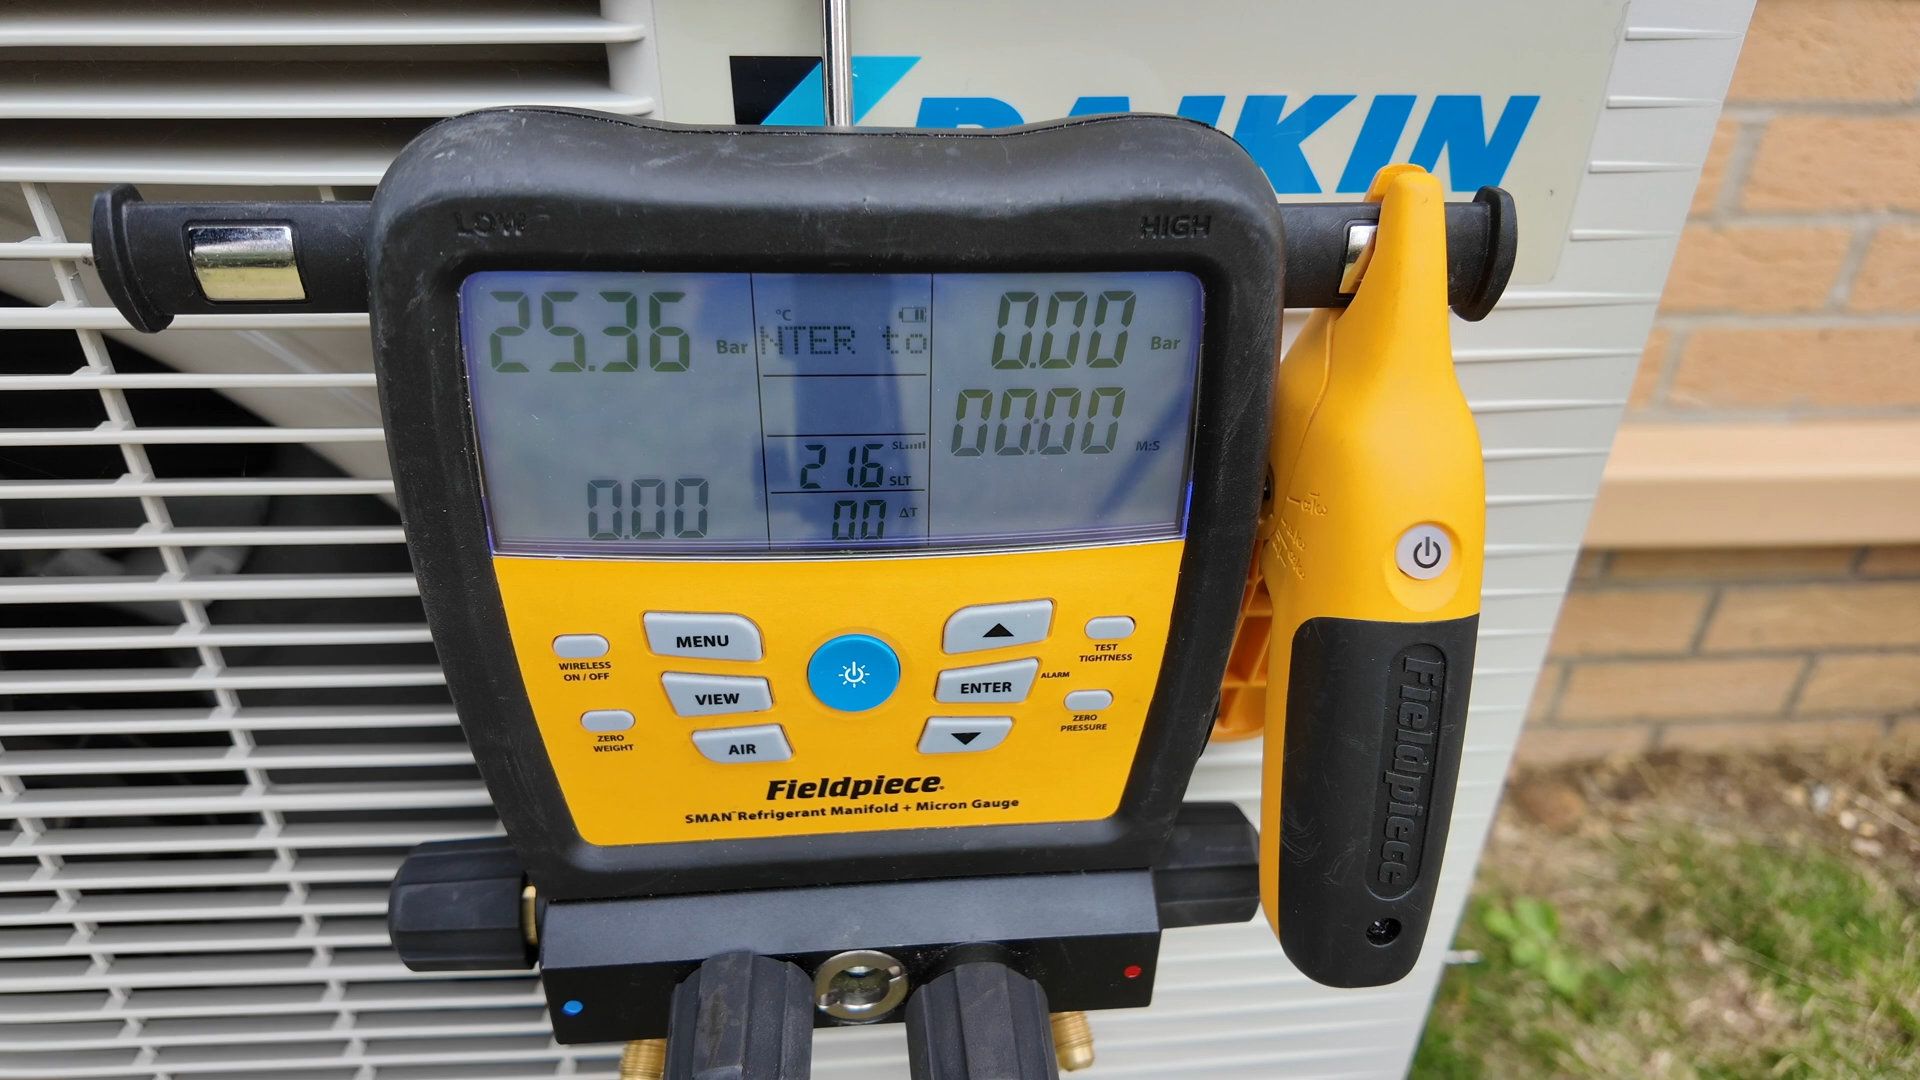 DAIKIN
LOW
HIGH
25.36 Bar
°C
NTER to
0.00 Bar
00:00 M:S
SL
21.6 SLT
0.00
0.0 ΔT
MENU
VIEW
AIR
WIRELESS
ON / OFF
ZERO
WEIGHT
ENTER
ALARM
TEST
TIGHTNESS
ZERO
PRESSURE
Fieldpiece
SMAN™ Refrigerant Manifold + Micron Gauge
Fieldpiece